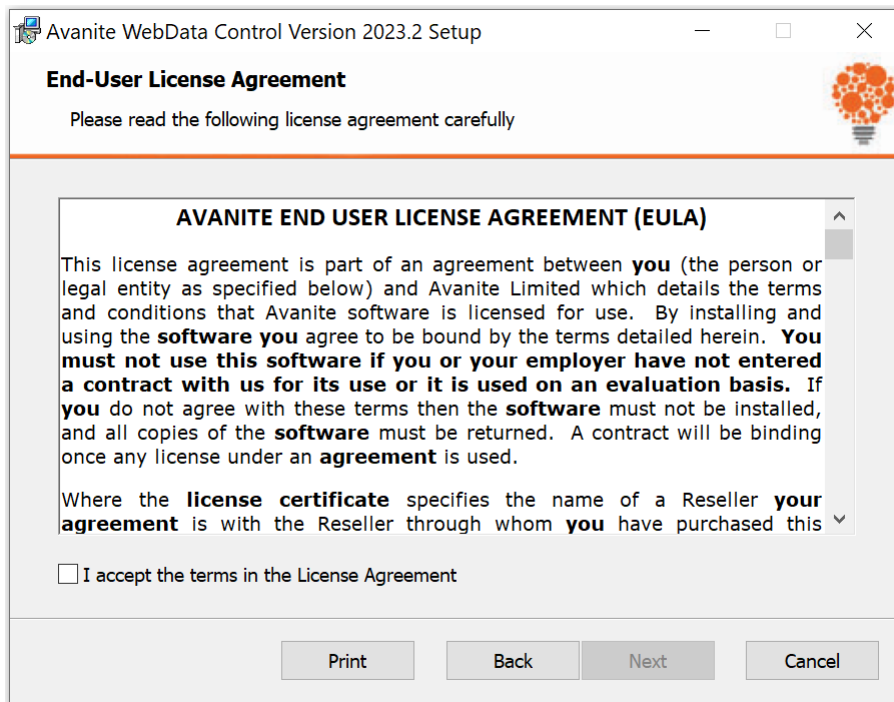 Avanite WebData Control Version 2023.2 Setup
End-User License Agreement
Please read the following license agreement carefully
AVANITE END USER LICENSE AGREEMENT (EULA)
This license agreement is part of an agreement between you (the person or
legal entity as specified below) and Avanite Limited which details the terms
and conditions that Avanite software is licensed for use. By installing and
using the software you agree to be bound by the terms detailed herein. You
must not use this software if you or your employer have not entered
a contract with us for its use or it is used on an evaluation basis. If
you do not agree with these terms then the software must not be installed,
and all copies of the software must be returned. A contract will be binding
once any license under an agreement is used.
Where the license certificate specifies the name of a Reseller your
agreement is with the Reseller through whom you have purchased this
I accept the terms in the License Agreement
Print Back Next Cancel